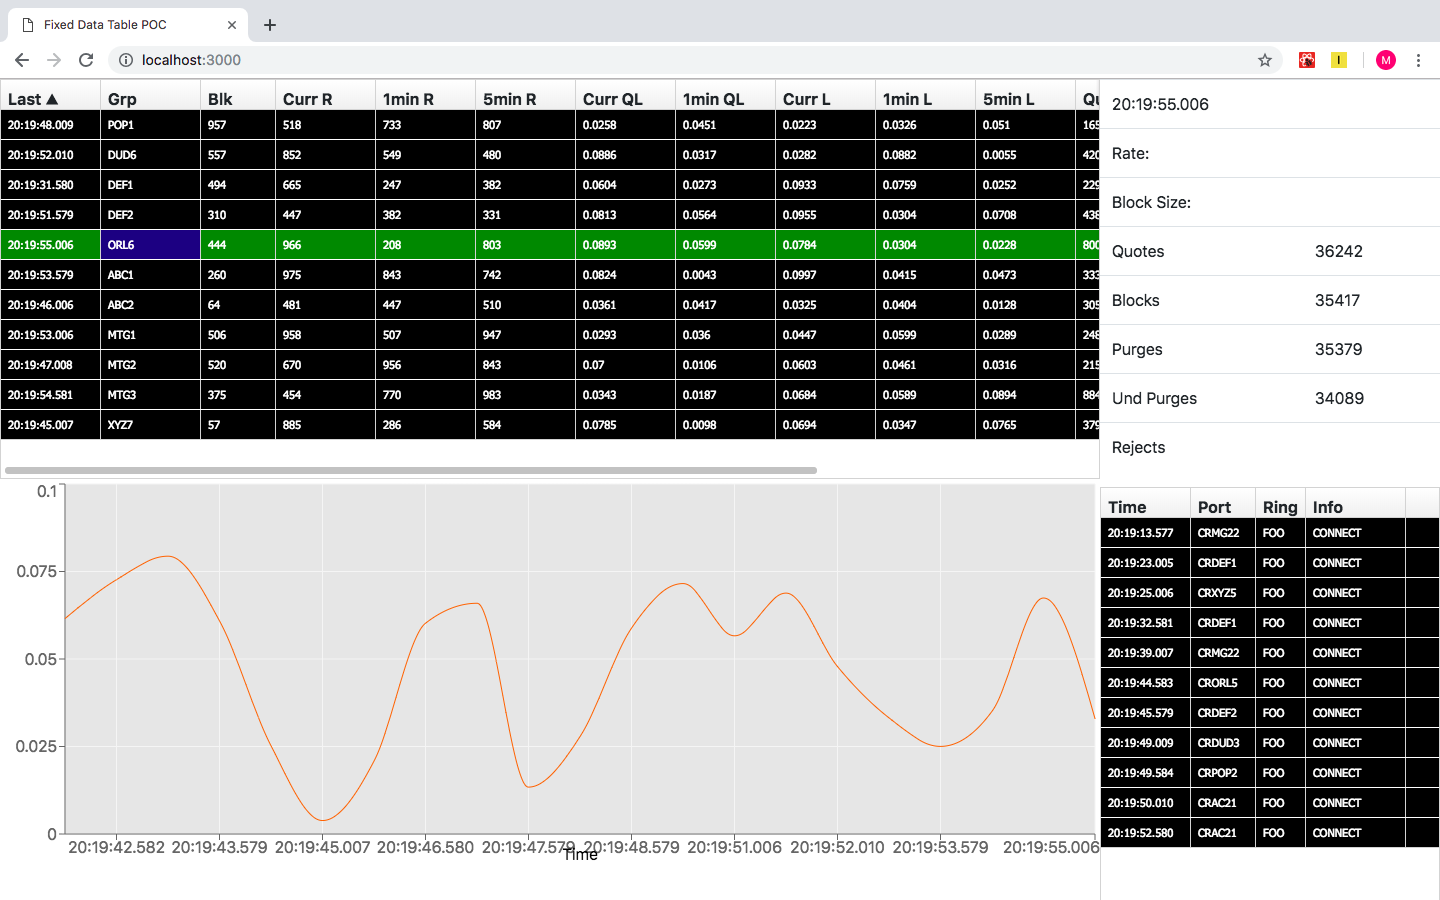 Fixed Data Table POC
localhost:3000
M
Last ▲ Grp Blk Curr R 1min R 5min R Curr QL 1min QL Curr L 1min L 5min L Qu
20:19:48.009 POP1 957 518 733 807 0.0258 0.0451 0.0223 0.0326 0.051 165
20:19:52.010 DUD6 557 852 549 480 0.0886 0.0317 0.0282 0.0882 0.0055 420
20:19:31.580 DEF1 494 665 247 382 0.0604 0.0273 0.0933 0.0759 0.0252 229
20:19:51.579 DEF2 310 447 382 331 0.0813 0.0564 0.0955 0.0304 0.0708 438
20:19:55.006 ORL6 444 966 208 803 0.0893 0.0599 0.0784 0.0304 0.0228 800
20:19:53.579 ABC1 260 975 843 742 0.0824 0.0043 0.0997 0.0415 0.0473 333
20:19:46.006 ABC2 64 481 447 510 0.0361 0.0417 0.0325 0.0404 0.0128 305
20:19:53.006 MTG1 506 958 507 947 0.0293 0.036 0.0447 0.0599 0.0289 248
20:19:47.008 MTG2 520 670 956 843 0.07 0.0106 0.0603 0.0461 0.0316 215
20:19:54.581 MTG3 375 454 770 983 0.0343 0.0187 0.0684 0.0589 0.0894 884
20:19:45.007 XYZ7 57 885 286 584 0.0785 0.0098 0.0694 0.0347 0.0765 379
20:19:55.006
Rate:
Block Size:
Quotes 36242
Blocks 35417
Purges 35379
Und Purges 34089
Rejects
0.1
0.075
0.05
0.025
0
20:19:42.582 20:19:43.579 20:19:45.007 20:19:46.580 20:19:47.579 20:19:48.579 20:19:51.006 20:19:52.010 20:19:53.579 20:19:55.006
Time
Time Port Ring Info
20:19:13.577 CRMG22 FOO CONNECT
20:19:23.005 CRDEF1 FOO CONNECT
20:19:25.006 CRXYZ5 FOO CONNECT
20:19:32.581 CRDEF1 FOO CONNECT
20:19:39.007 CRMG22 FOO CONNECT
20:19:44.583 CRORL5 FOO CONNECT
20:19:45.579 CRDEF2 FOO CONNECT
20:19:49.009 CRDUD3 FOO CONNECT
20:19:49.584 CRPOP2 FOO CONNECT
20:19:50.010 CRAC21 FOO CONNECT
20:19:52.580 CRAC21 FOO CONNECT